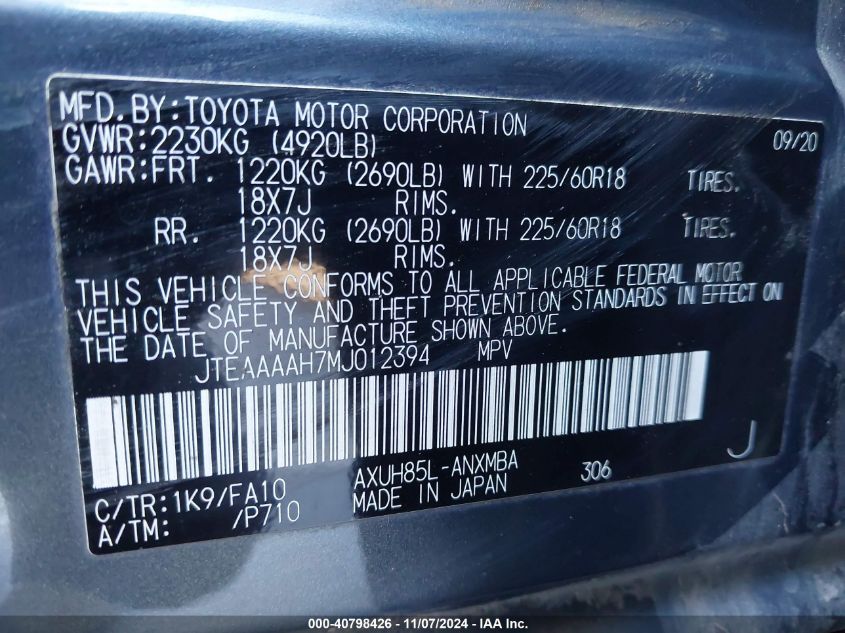 MFD. BY: TOYOTA MOTOR CORPORATION 09/20
GVWR: 2230KG (4920LB)
GAWR: FRT. 1220KG (2690LB) WITH 225/60R18 TIRES.
18X7J RIMS.
RR. 1220KG (2690LB) WITH 225/60R18 TIRES.
18X7J RIMS.
THIS VEHICLE CONFORMS TO ALL APPLICABLE FEDERAL MOTOR
VEHICLE SAFETY AND THEFT PREVENTION STANDARDS IN EFFECT ON
THE DATE OF MANUFACTURE SHOWN ABOVE.
JTEAAAAH7MJ012394 MPV
C/TR: 1K9/FA10 AXUH85L-ANXMBA 306 J
A/TM: /P710 MADE IN JAPAN
000-40798426 - 11/07/2024 - IAAI Inc.